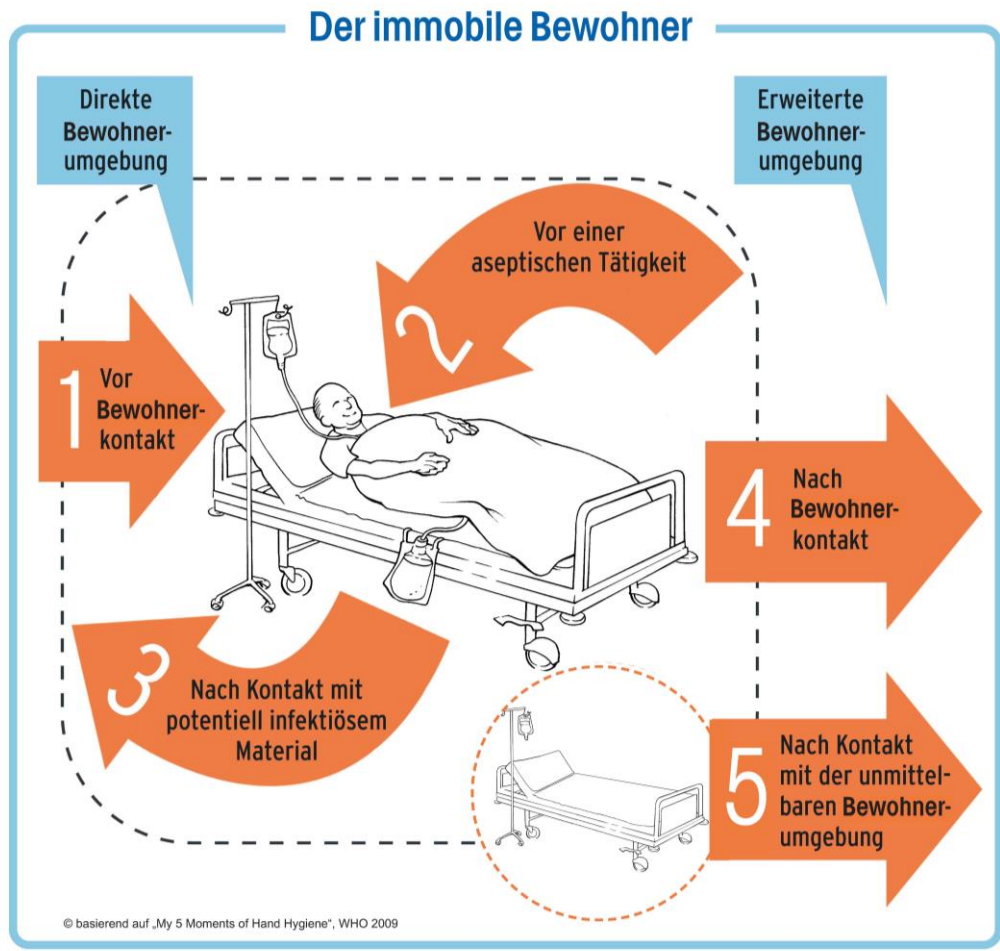 Der immobile Bewohner
Direkte
Bewohner-
umgebung
Erweiterte
Bewohner-
umgebung
1
Vor
Bewohner-
kontakt
2
Vor einer
aseptischen Tätigkeit
3
Nach Kontakt mit
potentiell infektiösem
Material
4
Nach
Bewohner-
kontakt
5
Nach Kontakt
mit der unmittel-
baren Bewohner-
umgebung
© basierend auf „My 5 Moments of Hand Hygiene“, WHO 2009